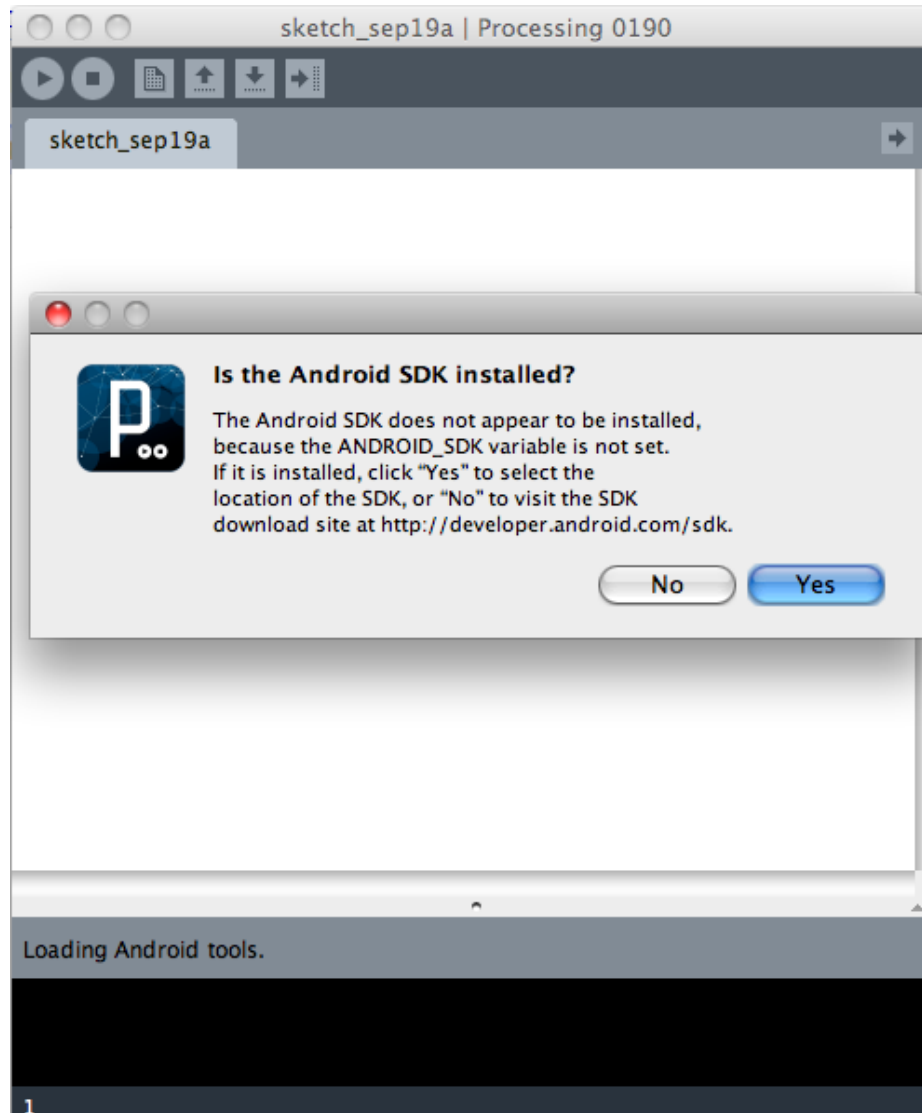 sketch_sep19a | Processing 0190
sketch_sep19a
Is the Android SDK installed?
The Android SDK does not appear to be installed,
because the ANDROID_SDK variable is not set.
If it is installed, click “Yes” to select the
location of the SDK, or “No” to visit the SDK
download site at http://developer.android.com/sdk.
No Yes
Loading Android tools.
1